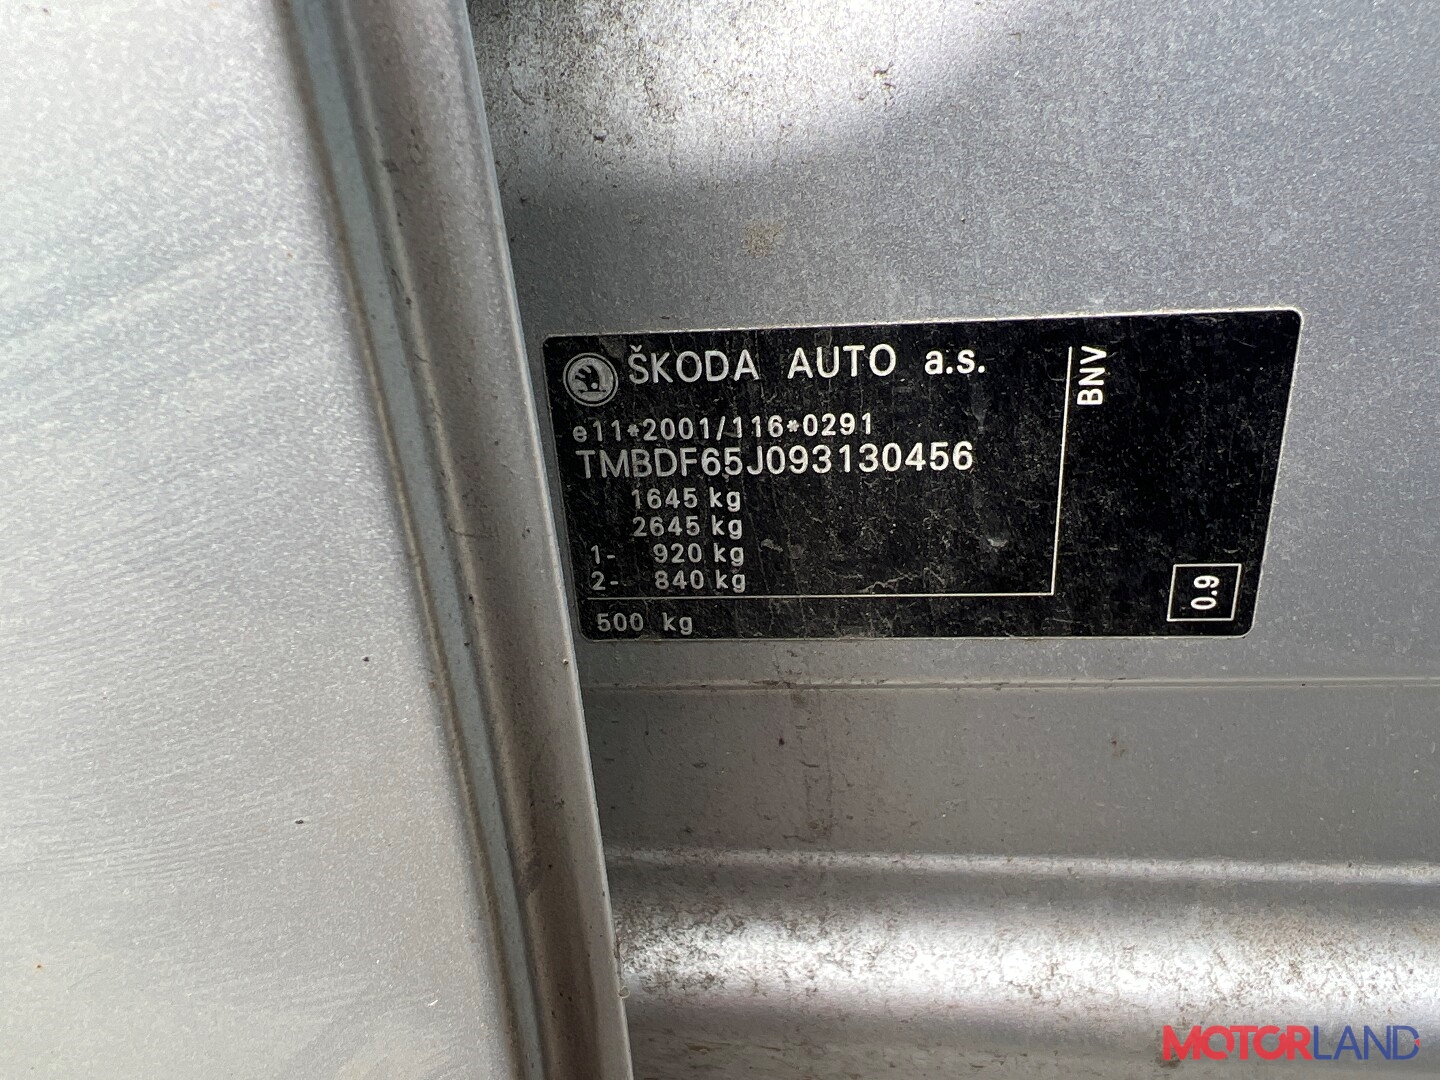 ŠKODA AUTO a.s.
e11*2001/116*0291
TMBDF65J093130456
1645 kg
2645 kg
1- 920 kg
2- 840 kg
500 kg
BNV
0.9
MOTORLAND